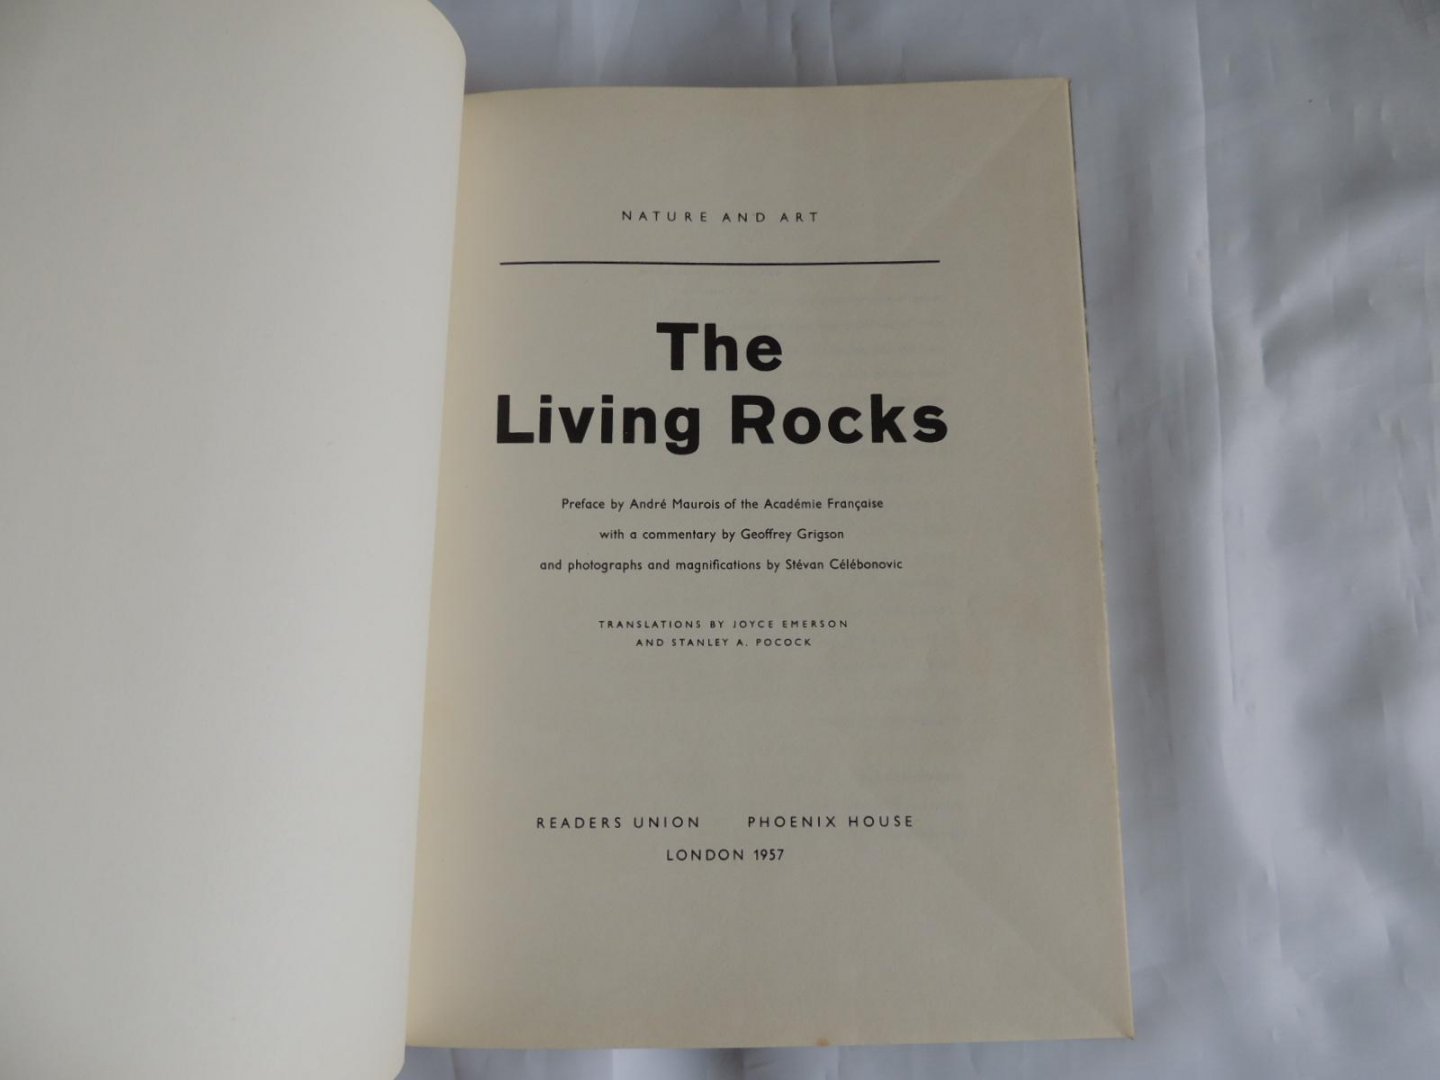 NATURE AND ART
The
Living Rocks
Preface by André Maurois of the Académie Française
with a commentary by Geoffrey Grigson
and photographs and magnifications by Stévan Célébonovic
TRANSLATIONS BY JOYCE EMERSON
AND STANLEY A. POCOCK
READERS UNION PHOENIX HOUSE
LONDON 1957